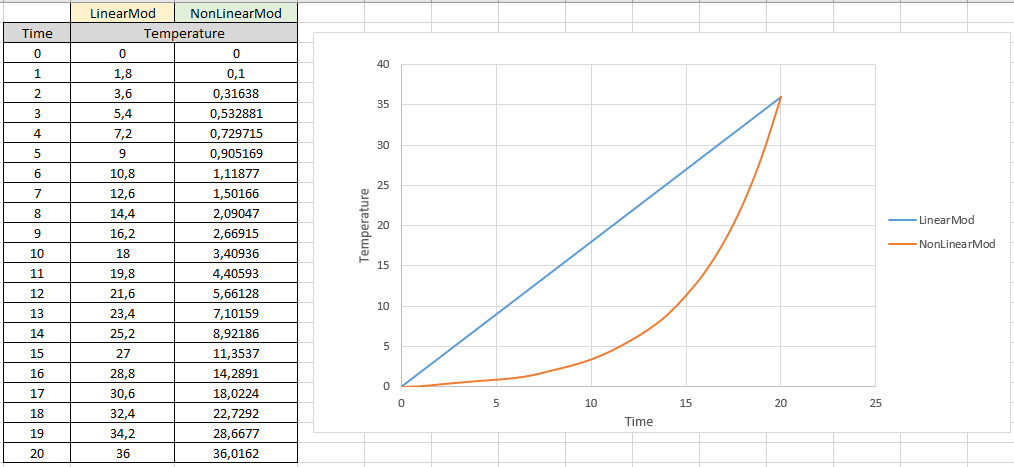 LinearMod NonLinearMod
Time Temperature
0 0 0
1 1,8 0,1
2 3,6 0,31638
3 5,4 0,532881
4 7,2 0,729715
5 9 0,905169
6 10,8 1,11877
7 12,6 1,50166
8 14,4 2,09047
9 16,2 2,66915
10 18 3,40936
11 19,8 4,40593
12 21,6 5,66128
13 23,4 7,10159
14 25,2 8,92186
15 27 11,3537
16 28,8 14,2891
17 30,6 18,0224
18 32,4 22,7292
19 34,2 28,6677
20 36 36,0162
40
35
30
25
20
15
10
5
0
Temperature
0 5 10 15 20 25
Time
LinearMod
NonLinearMod